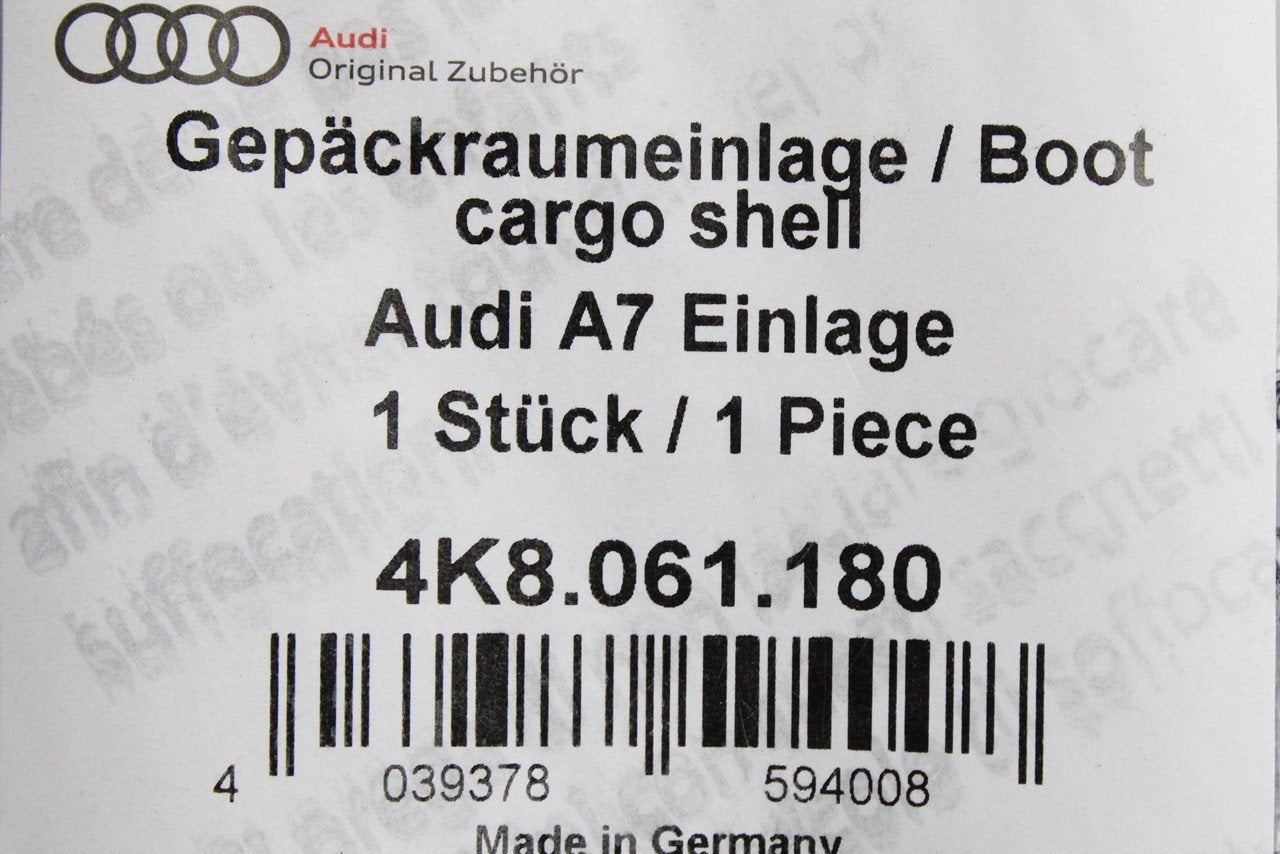 Audi
Original Zubehör
Gepäckraumeinlage / Boot
cargo shell
Audi A7 Einlage
1 Stück / 1 Piece
4K8.061.180
4 039378 594008
Made in Germany